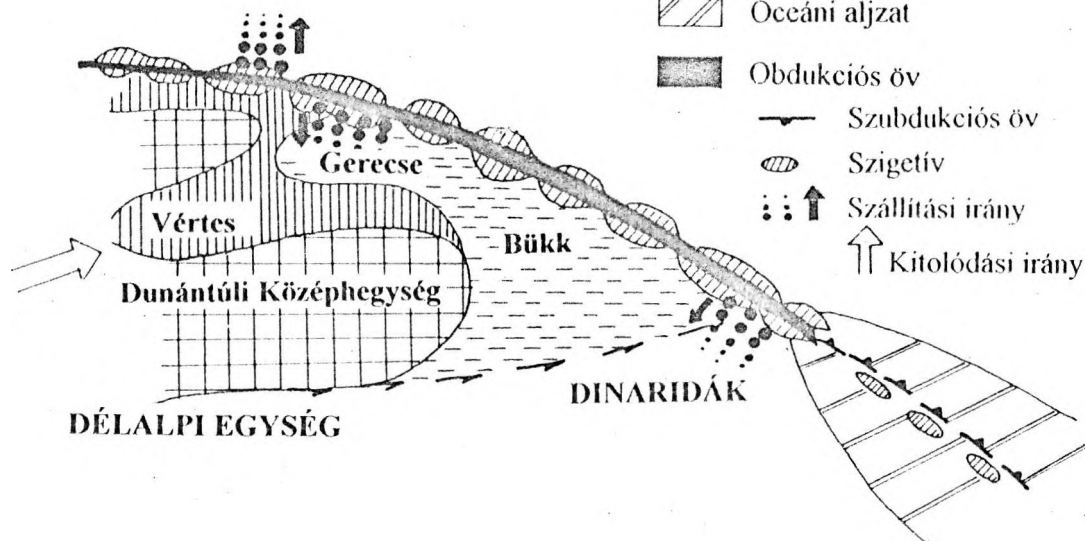 Óceáni aljzat
Obdukciós öv
Szubdukciós öv
Szigetív
Szállítási irány
Kitolódási irány
Gerecse
Vértes
Bükk
Dunántúli Középhegység
DINARIDÁK
DÉLALPI EGYSÉG